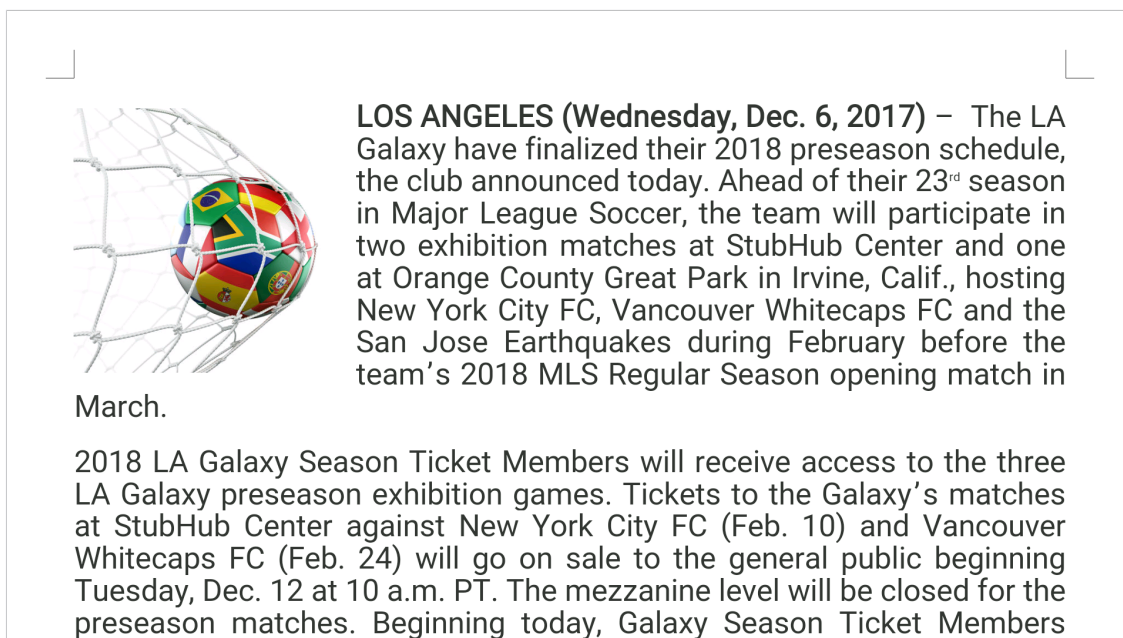 LOS ANGELES (Wednesday, Dec. 6, 2017) – The LA
Galaxy have finalized their 2018 preseason schedule,
the club announced today. Ahead of their 23rd season
in Major League Soccer, the team will participate in
two exhibition matches at StubHub Center and one
at Orange County Great Park in Irvine, Calif., hosting
New York City FC, Vancouver Whitecaps FC and the
San Jose Earthquakes during February before the
team’s 2018 MLS Regular Season opening match in
March.
2018 LA Galaxy Season Ticket Members will receive access to the three
LA Galaxy preseason exhibition games. Tickets to the Galaxy’s matches
at StubHub Center against New York City FC (Feb. 10) and Vancouver
Whitecaps FC (Feb. 24) will go on sale to the general public beginning
Tuesday, Dec. 12 at 10 a.m. PT. The mezzanine level will be closed for the
preseason matches. Beginning today, Galaxy Season Ticket Members